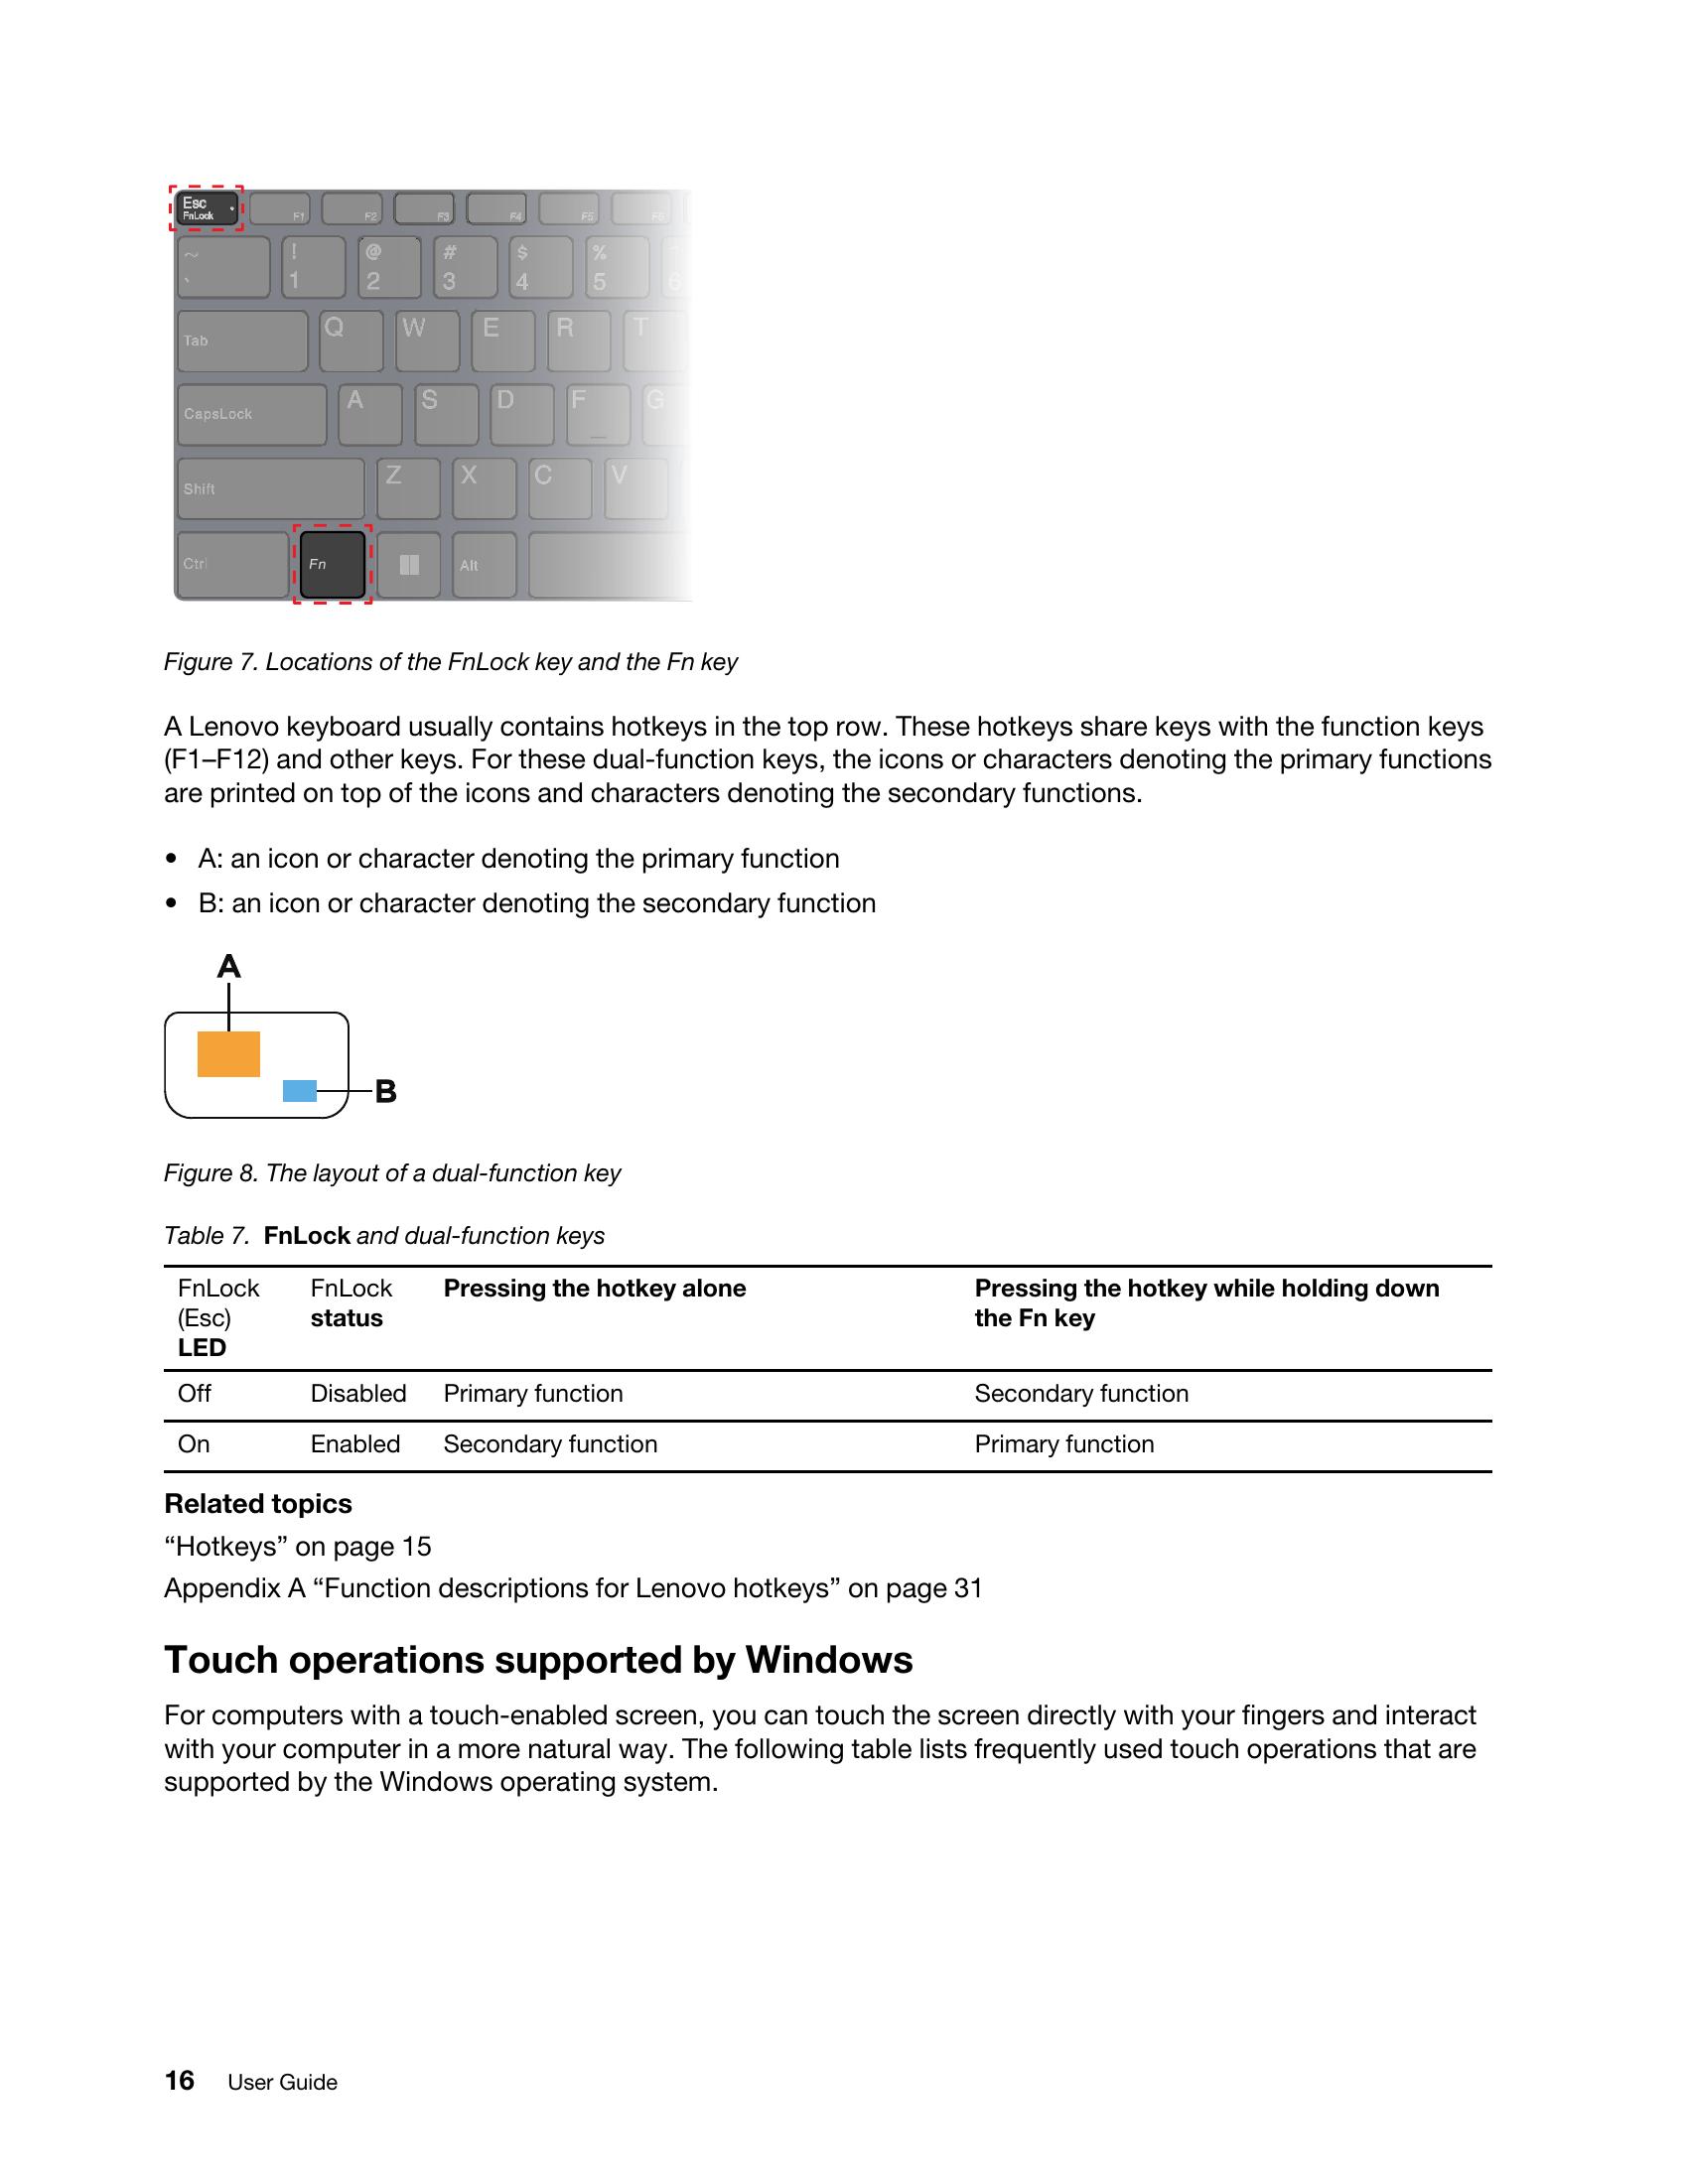 Esc
FnLock
F1 F2 F3 F4 F5 F6
~ ! @ # $ %
` 1 2 3 4 5 6
Tab Q W E R T
CapsLock A S D F G
Shift Z X C V
Ctrl Fn Alt
Figure 7. Locations of the FnLock key and the Fn key
A Lenovo keyboard usually contains hotkeys in the top row. These hotkeys share keys with the function keys
(F1–F12) and other keys. For these dual-function keys, the icons or characters denoting the primary functions
are printed on top of the icons and characters denoting the secondary functions.
• A: an icon or character denoting the primary function
• B: an icon or character denoting the secondary function
A
B
Figure 8. The layout of a dual-function key
Table 7. FnLock and dual-function keys
FnLock FnLock Pressing the hotkey alone Pressing the hotkey while holding down
(Esc) status the Fn key
LED
Off Disabled Primary function Secondary function
On Enabled Secondary function Primary function
Related topics
“Hotkeys” on page 15
Appendix A “Function descriptions for Lenovo hotkeys” on page 31
Touch operations supported by Windows
For computers with a touch-enabled screen, you can touch the screen directly with your fingers and interact
with your computer in a more natural way. The following table lists frequently used touch operations that are
supported by the Windows operating system.
16 User Guide